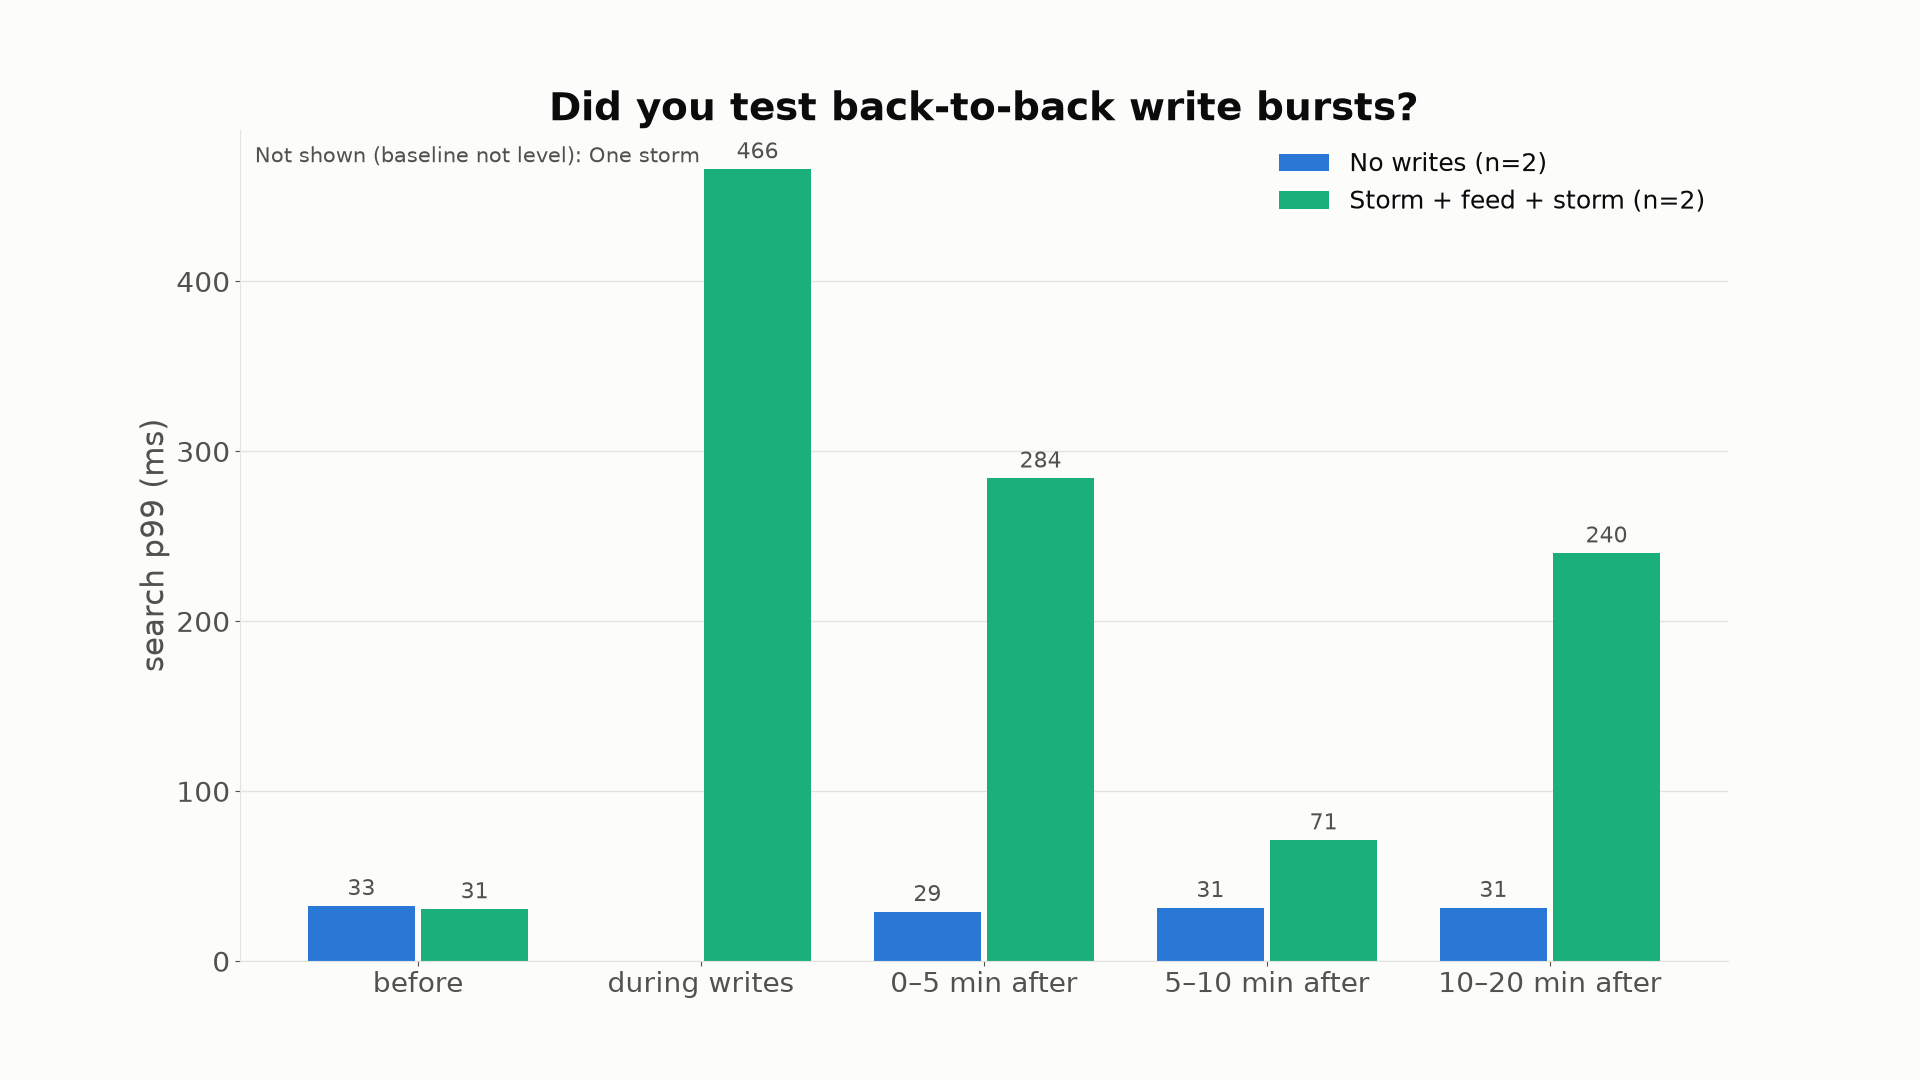 Did you test back-to-back write bursts?
Not shown (baseline not level): One storm
No writes (n=2)
Storm + feed + storm (n=2)
search p99 (ms)
400
300
200
100
0
466
284
240
71
33
31
29
31
31
before
during writes
0–5 min after
5–10 min after
10–20 min after